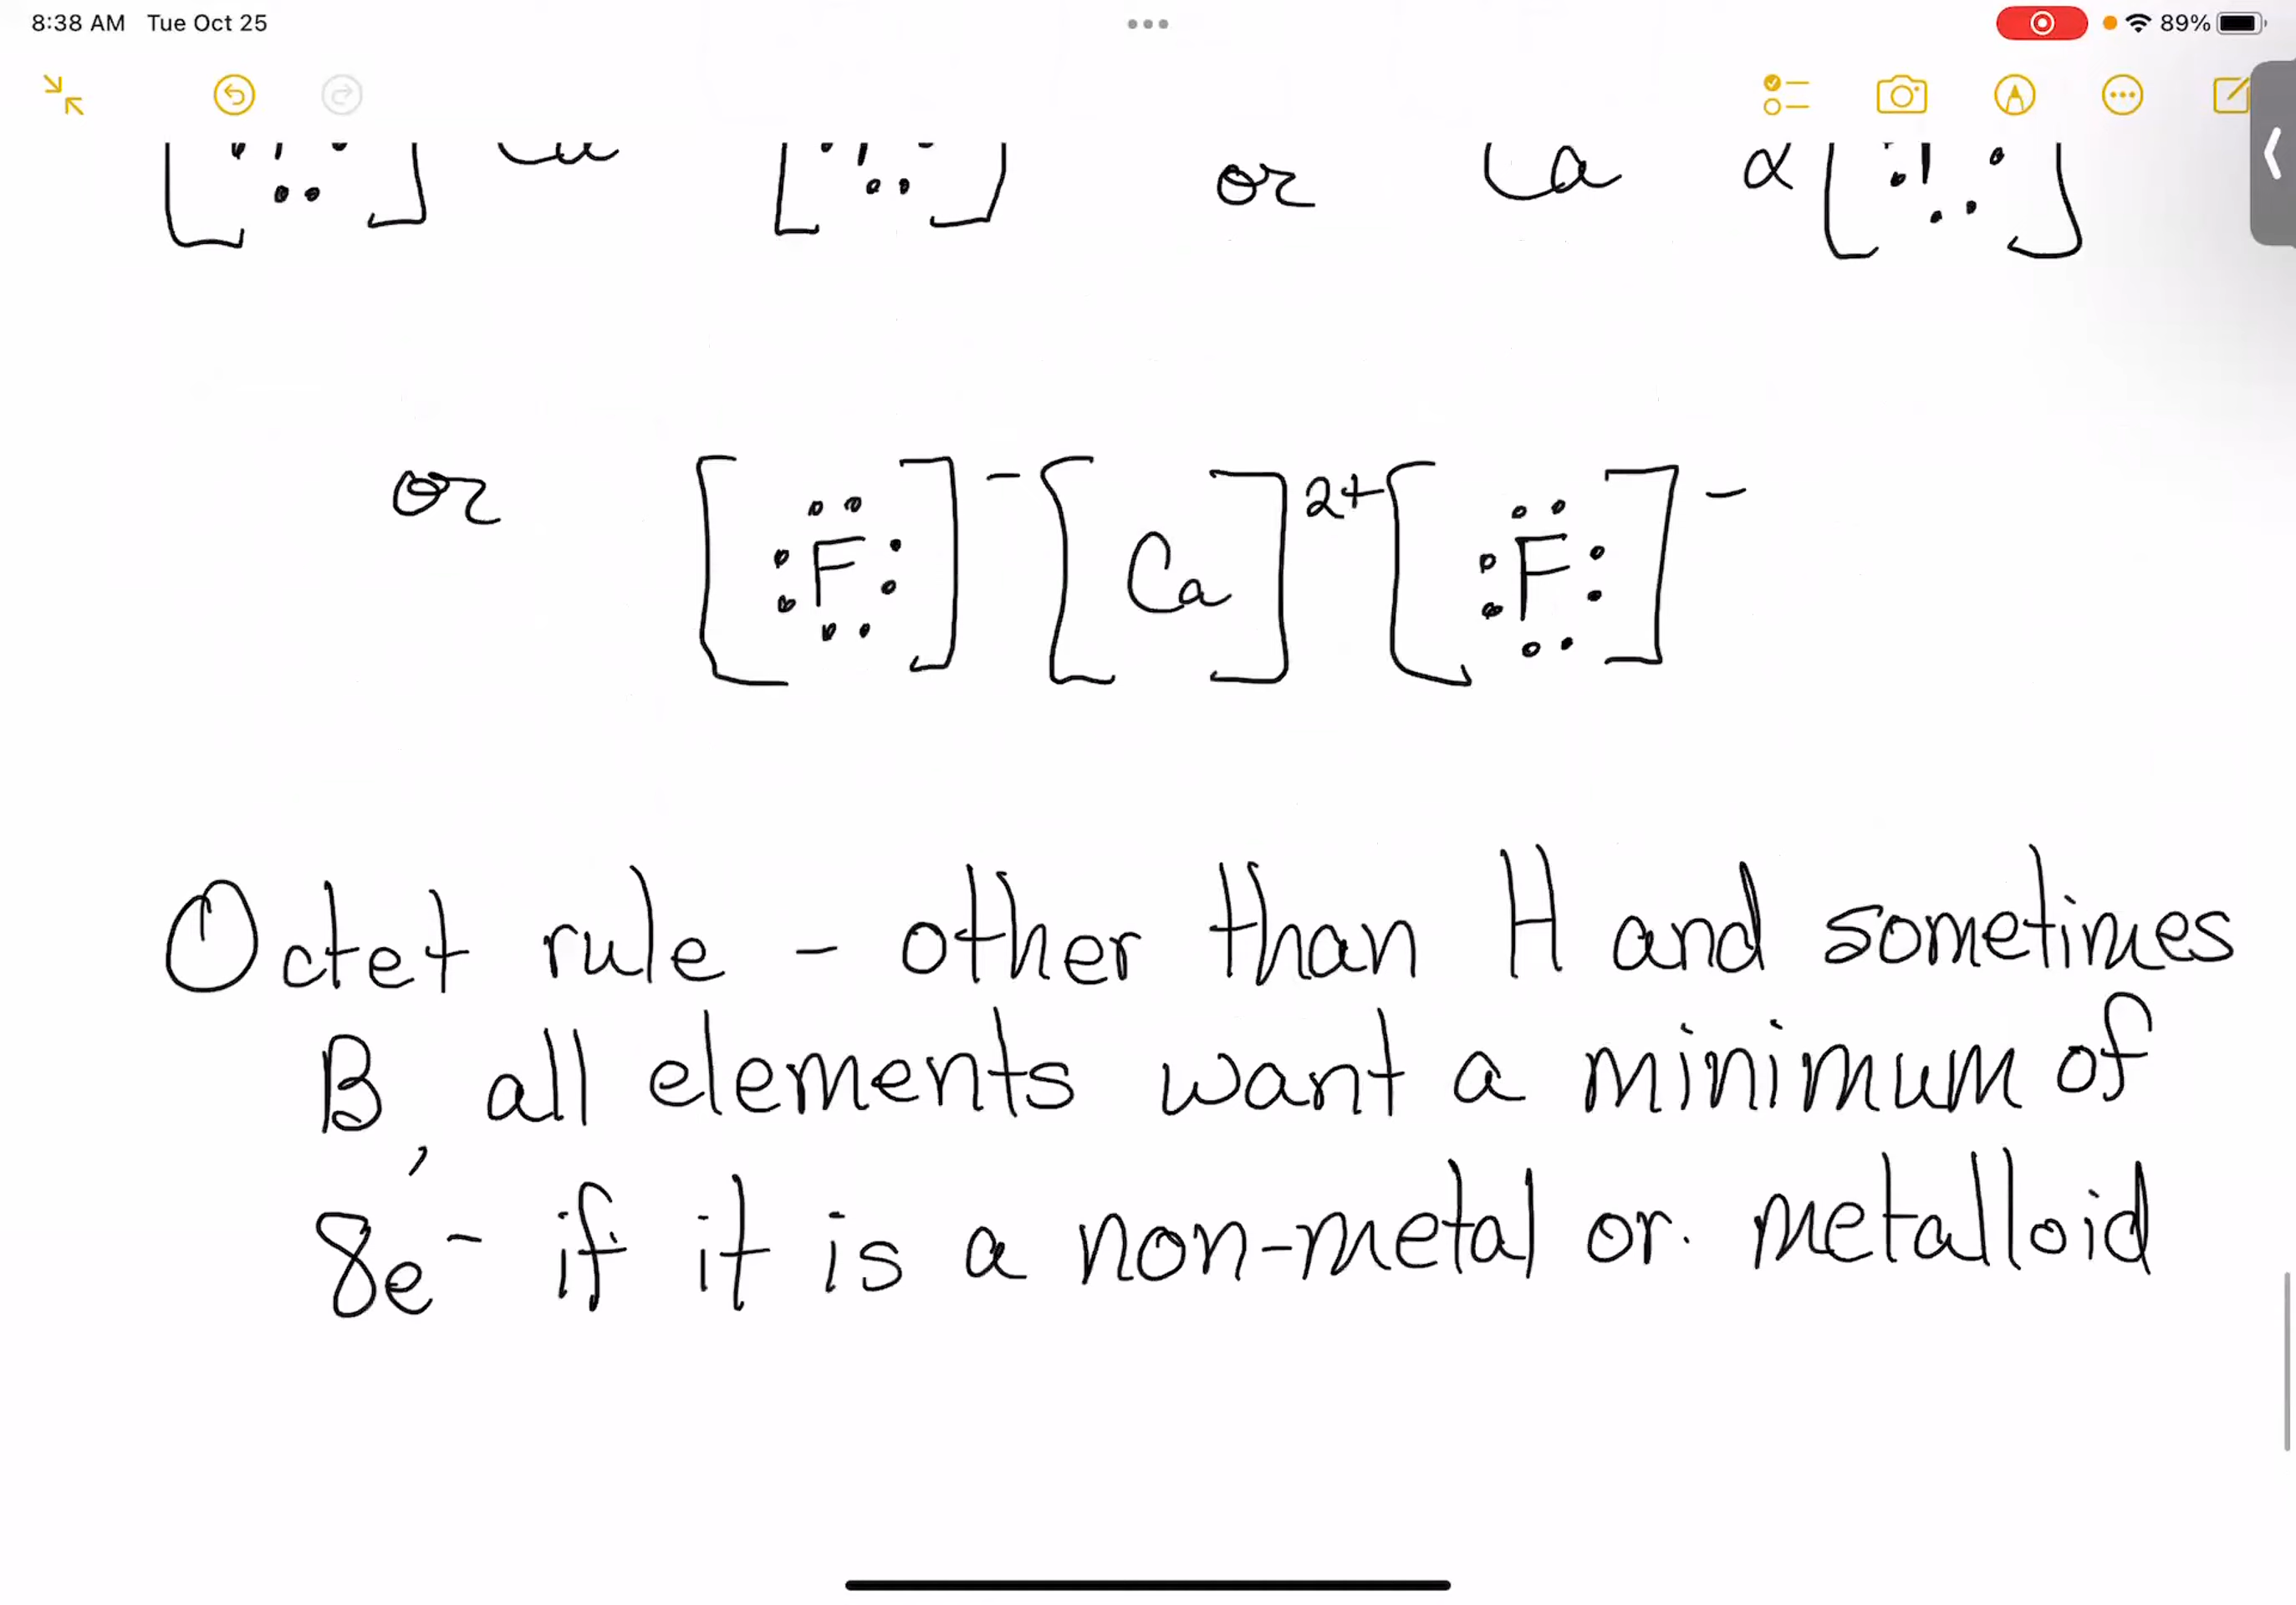 8:38 AM Tue Oct 25
89%
or Ca
or [:F:]⁻ [Ca]²⁺ [:F:]⁻
Octet rule - other than H and sometimes
B, all elements want a minimum of
8e⁻ if it is a non-metal or metalloid